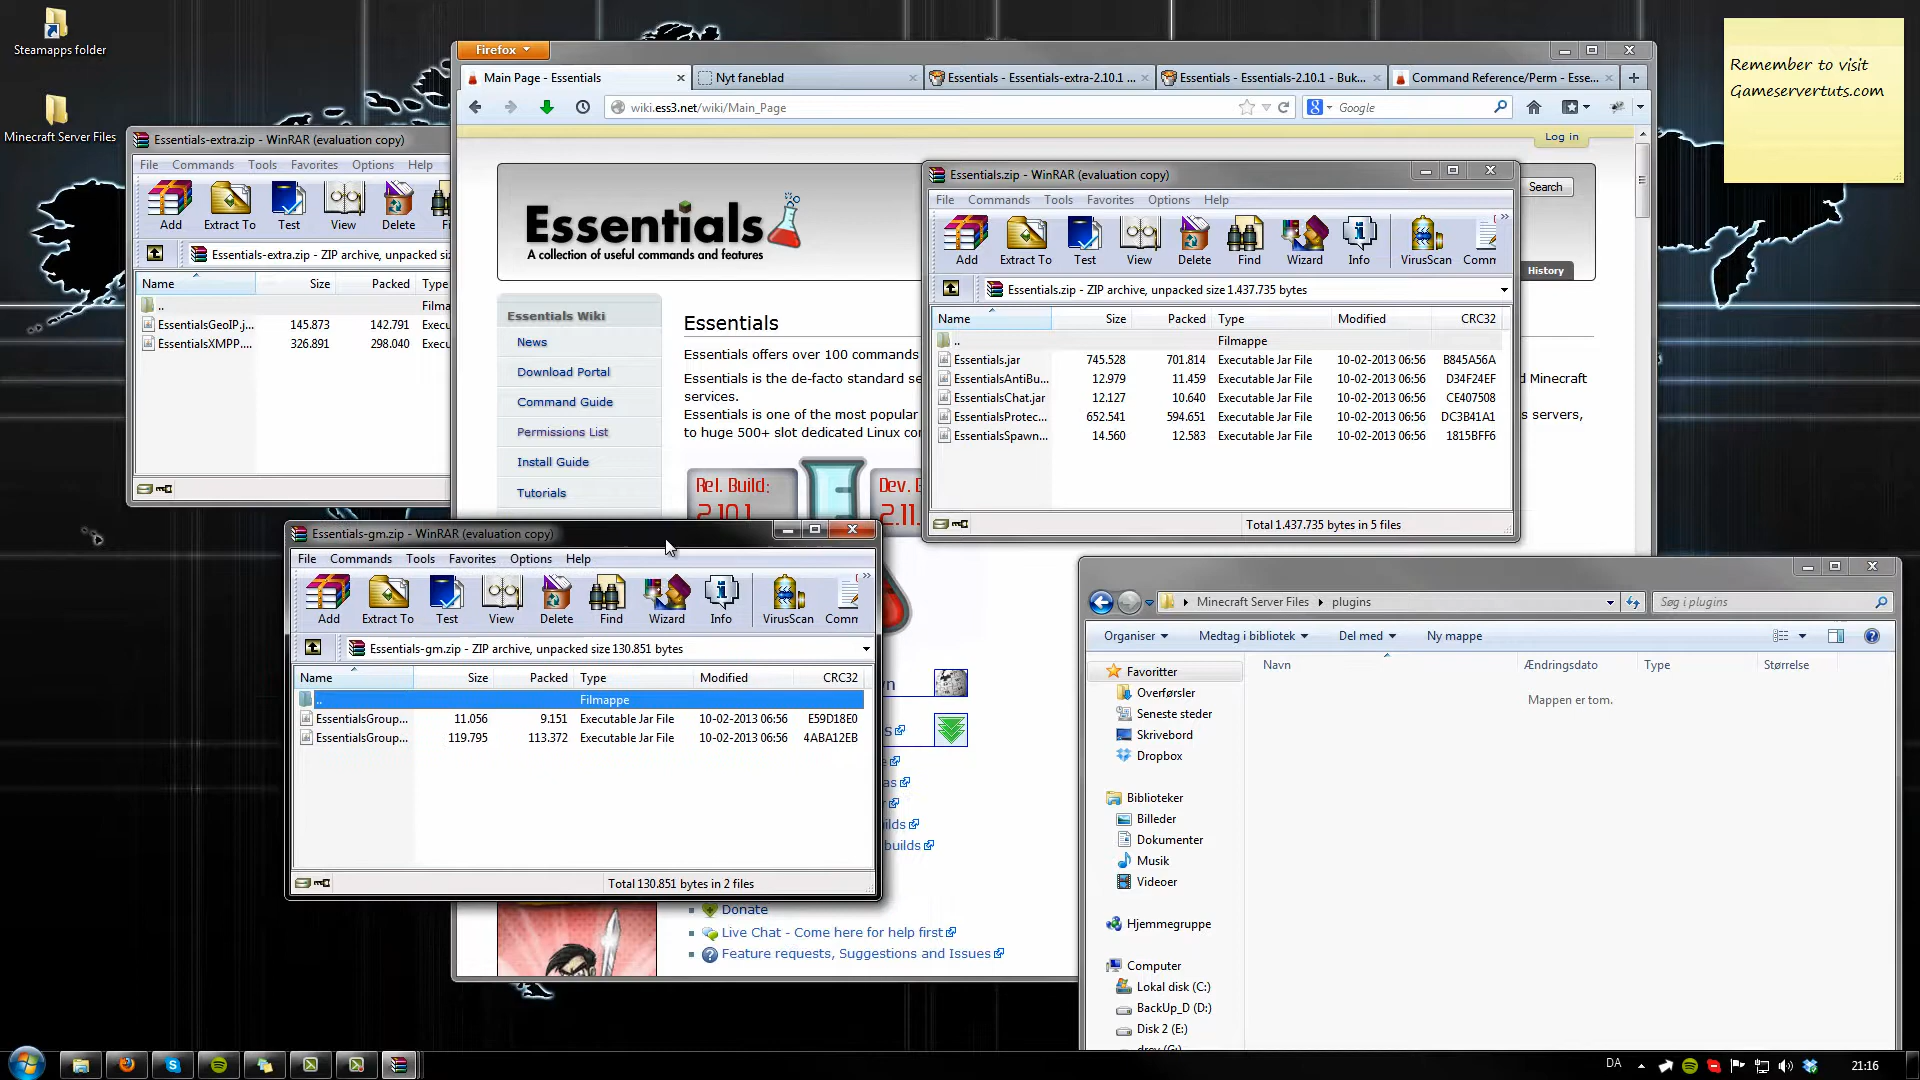 Steamapps folder
Minecraft Server Files
Remember to visit
Gameservertuts.com
Firefox
Main Page - Essentials
Nyt faneblad
Essentials - Essentials-extra-2.10.1 ...
Essentials - Essentials-2.10.1 - Buk...
Command Reference/Perm - Esse...
wiki.ess3.net/wiki/Main_Page
Google
Log in
Search
History
Essentials
A collection of useful commands and features
Essentials Wiki
News
Download Portal
Command Guide
Permissions List
Install Guide
Tutorials
Essentials
Essentials offers over 100 commands
Essentials is the de-facto standard se
d Minecraft
services.
Essentials is one of the most popular
s servers,
to huge 500+ slot dedicated Linux con
Rel. Build:
2.10.1
Dev. B
2.11.
Donate
Live Chat - Come here for help first
Feature requests, Suggestions and Issues
builds
Essentials-extra.zip - WinRAR (evaluation copy)
File Commands Tools Favorites Options Help
Add Extract To Test View Delete Fi
Essentials-extra.zip - ZIP archive, unpacked si
Name Size Packed Type
.. Filma
EssentialsGeoIP.j... 145.873 142.791 Execu
EssentialsXMPP.... 326.891 298.040 Execu
Essentials.zip - WinRAR (evaluation copy)
File Commands Tools Favorites Options Help
Add Extract To Test View Delete Find Wizard Info VirusScan Comm
Essentials.zip - ZIP archive, unpacked size 1.437.735 bytes
Name Size Packed Type Modified CRC32
.. Filmappe
Essentials.jar 745.528 701.814 Executable Jar File 10-02-2013 06:56 B845A56A
EssentialsAntiBu... 12.979 11.459 Executable Jar File 10-02-2013 06:56 D34F24EF
EssentialsChat.jar 12.127 10.640 Executable Jar File 10-02-2013 06:56 CE407508
EssentialsProtec... 652.541 594.651 Executable Jar File 10-02-2013 06:56 DC3B41A1
EssentialsSpawn... 14.560 12.583 Executable Jar File 10-02-2013 06:56 1815BFF6
Total 1.437.735 bytes in 5 files
Essentials-gm.zip - WinRAR (evaluation copy)
File Commands Tools Favorites Options Help
Add Extract To Test View Delete Find Wizard Info VirusScan Comm
Essentials-gm.zip - ZIP archive, unpacked size 130.851 bytes
Name Size Packed Type Modified CRC32
.. Filmappe
EssentialsGroup... 11.056 9.151 Executable Jar File 10-02-2013 06:56 E59D18E0
EssentialsGroup... 119.795 113.372 Executable Jar File 10-02-2013 06:56 4ABA12EB
Total 130.851 bytes in 2 files
Minecraft Server Files plugins
Søg i plugins
Organiser Medtag i bibliotek Del med Ny mappe
Navn Ændringsdato Type Størrelse
Mappen er tom.
Favoritter
Overførsler
Seneste steder
Skrivebord
Dropbox
Biblioteker
Billeder
Dokumenter
Musik
Videoer
Hjemmegruppe
Computer
Lokal disk (C:)
BackUp_D (D:)
Disk 2 (E:)
DA
21:16